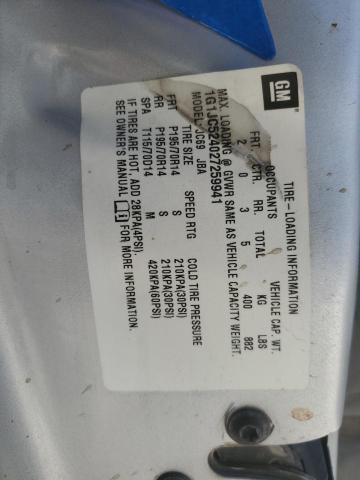 GM
TIRE-LOADING INFORMATION
OCCUPANTS VEHICLE CAP. WT.
FRT. CTR. RR. TOTAL KG LBS
2 0 3 5 400 882
MAX. LOADING @ GVWR SAME AS VEHICLE CAPACITY WEIGHT.
1G1JC524027259941
MODEL: JC69 JBA
TIRE SIZE SPEED RTG COLD TIRE PRESSURE
FRT P195/70R14 S 210KPA(30PSI)
RR P195/70R14 S 210KPA(30PSI)
SPA T115/70D14 M 420KPA(60PSI)
IF TIRES ARE HOT, ADD 28KPA(4PSI).
SEE OWNER'S MANUAL FOR MORE INFORMATION.